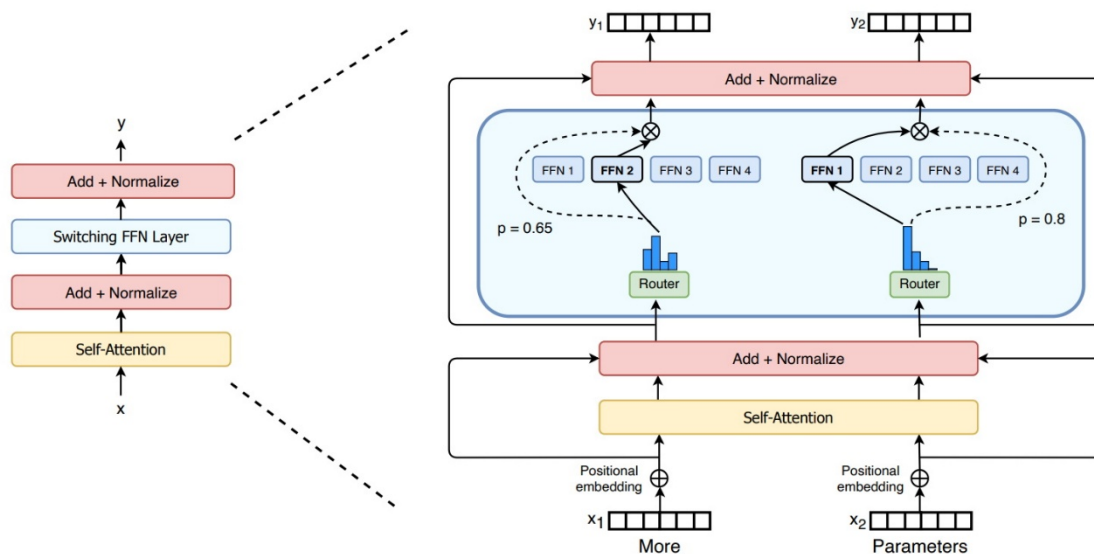 y
Add + Normalize
Switching FFN Layer
Add + Normalize
Self-Attention
x
y1
y2
Add + Normalize
FFN 1 FFN 2 FFN 3 FFN 4
FFN 1 FFN 2 FFN 3 FFN 4
p = 0.65
p = 0.8
Router
Router
Add + Normalize
Self-Attention
Positional
embedding
Positional
embedding
x1
x2
More
Parameters